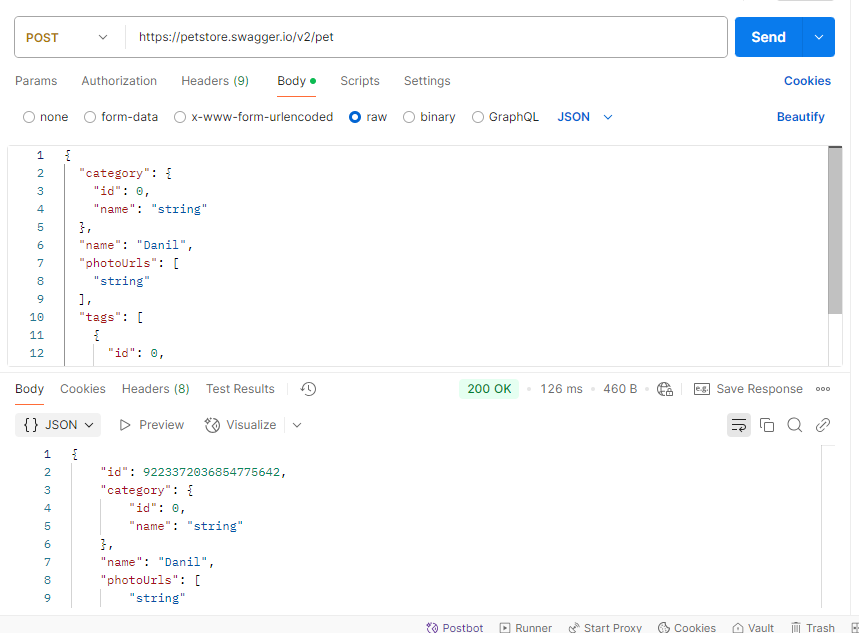 POST https://petstore.swagger.io/v2/pet Send
Params Authorization Headers (9) Body Scripts Settings Cookies
none form-data x-www-form-urlencoded raw binary GraphQL JSON Beautify
1 {
2 "category": {
3 "id": 0,
4 "name": "string"
5 },
6 "name": "Danil",
7 "photoUrls": [
8 "string"
9 ],
10 "tags": [
11 {
12 "id": 0,
Body Cookies Headers (8) Test Results 200 OK 126 ms 460 B e.g. Save Response
{} JSON Preview Visualize
1 {
2 "id": 9223372036854775642,
3 "category": {
4 "id": 0,
5 "name": "string"
6 },
7 "name": "Danil",
8 "photoUrls": [
9 "string"
Postbot Runner Start Proxy Cookies Vault Trash